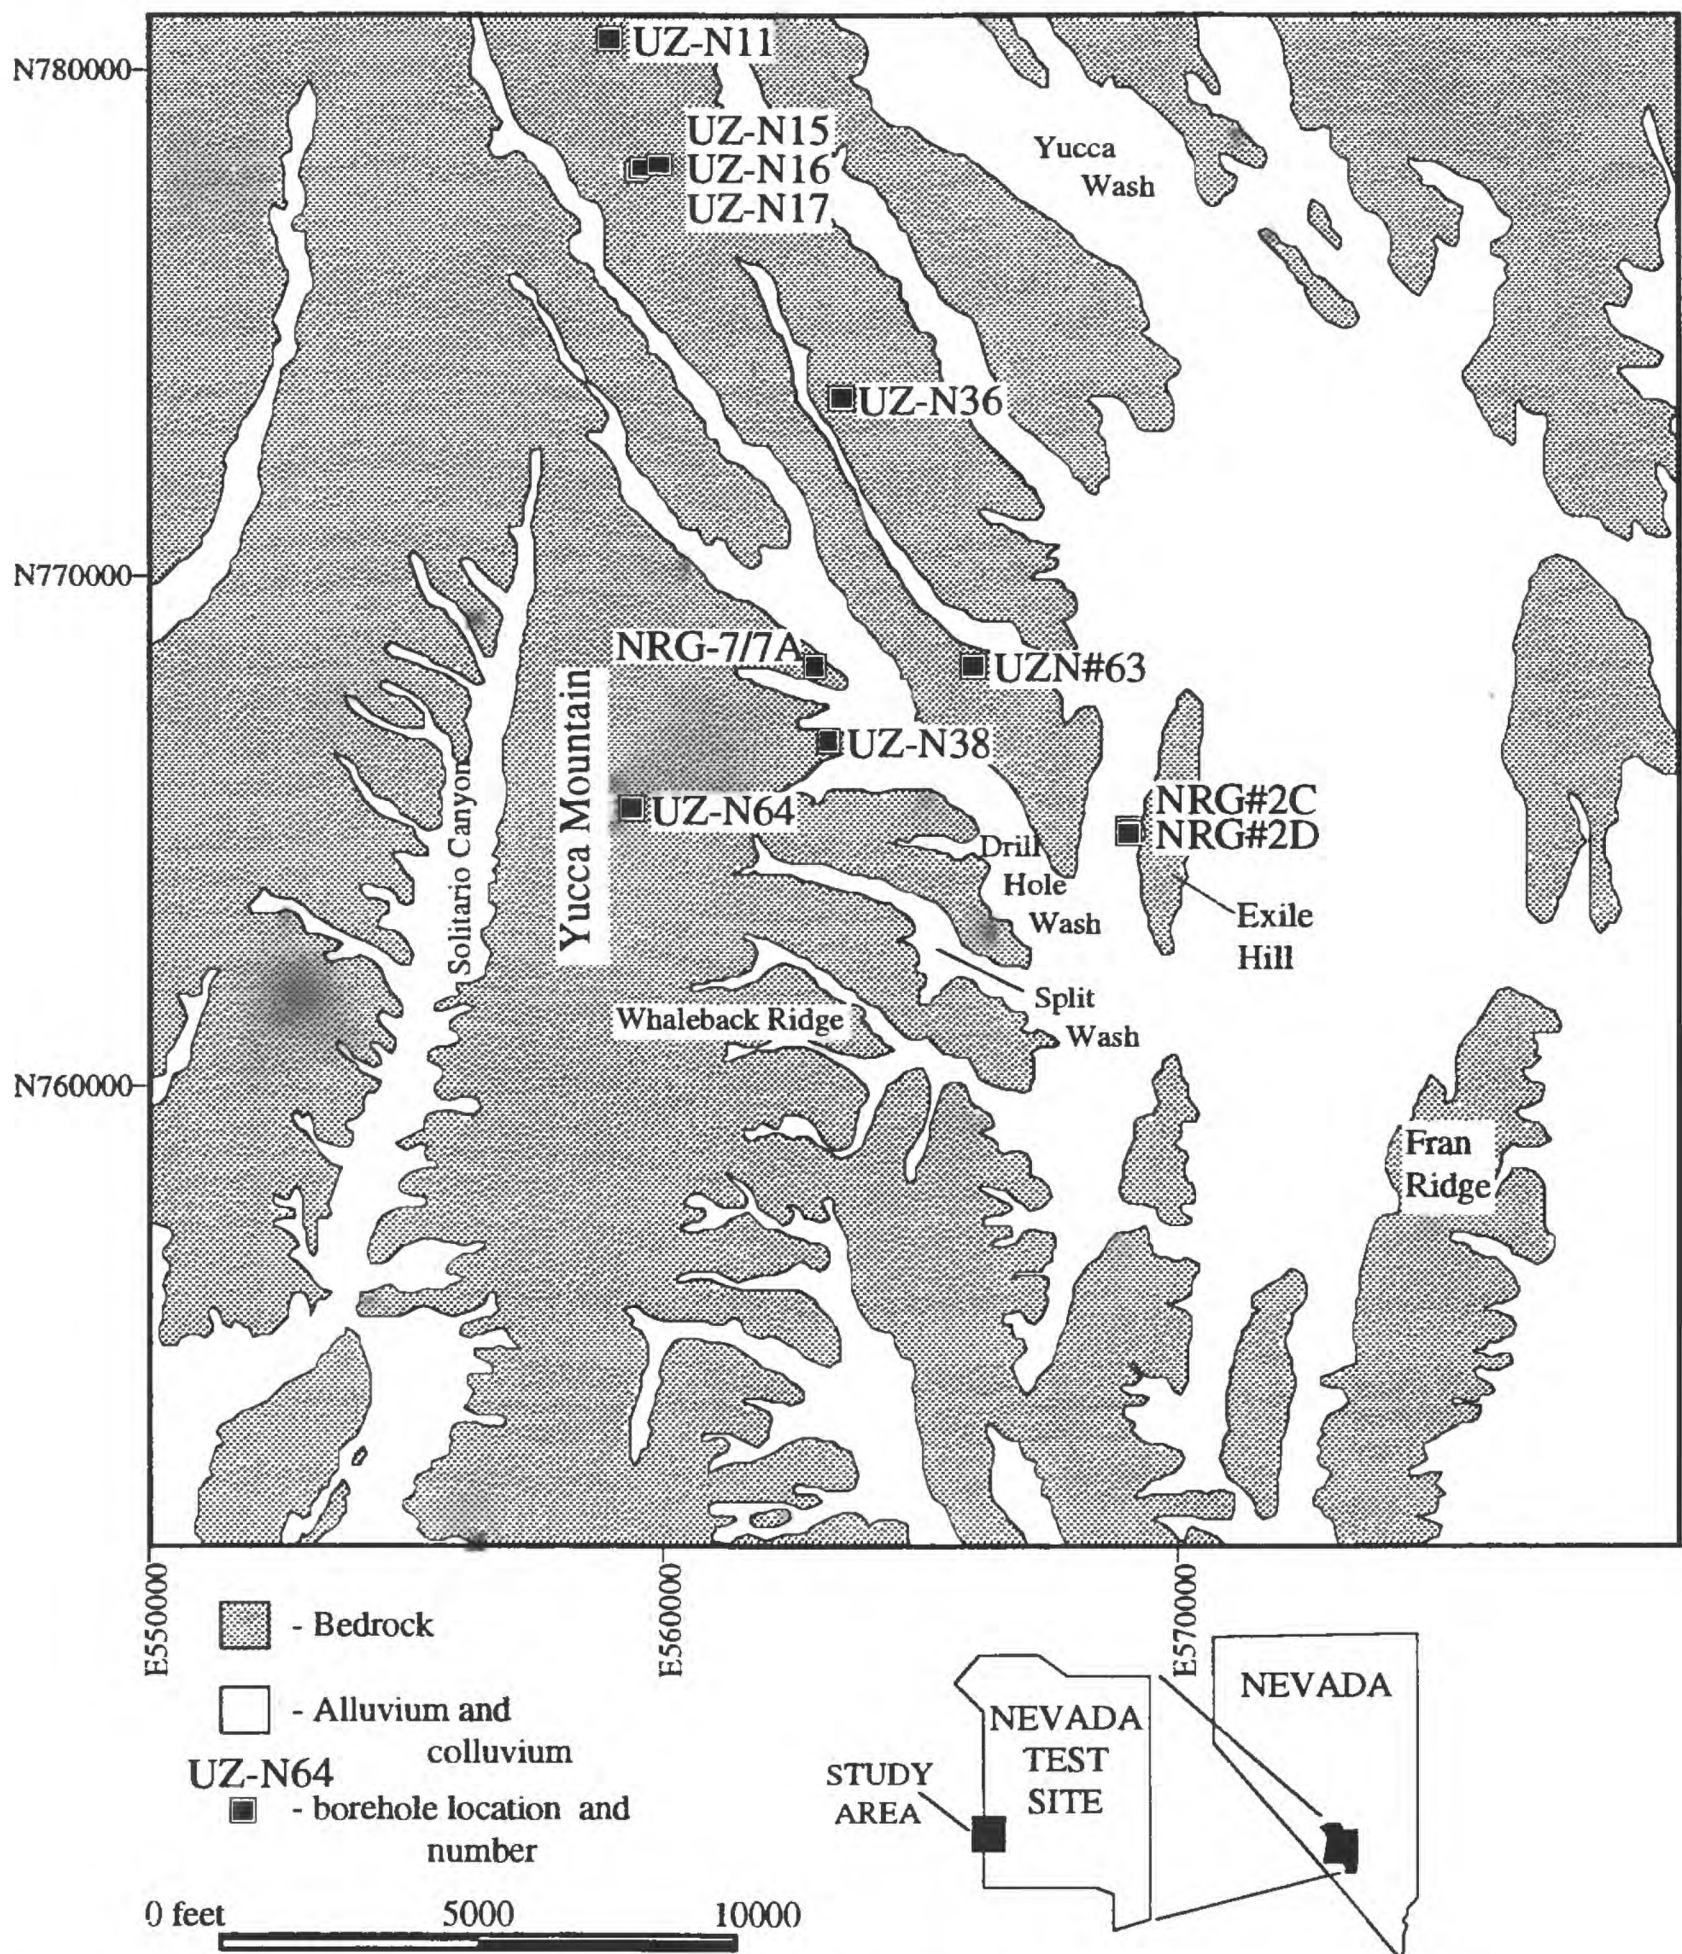 N780000
UZ-N11
UZ-N15
UZ-N16
UZ-N17
Yucca
Wash
UZ-N36
N770000
NRG-7/7A
UZN#63
UZ-N38
UZ-N64
Yucca Mountain
Solitario Canyon
NRG#2C
NRG#2D
Drill
Hole
Wash
Exile
Hill
Split
Wash
Whaleback Ridge
N760000
Fran
Ridge
E550000
E560000
E570000
- Bedrock
- Alluvium and
colluvium
UZ-N64
- borehole location and
number
0 feet
5000
10000
NEVADA
TEST
SITE
STUDY
AREA
NEVADA